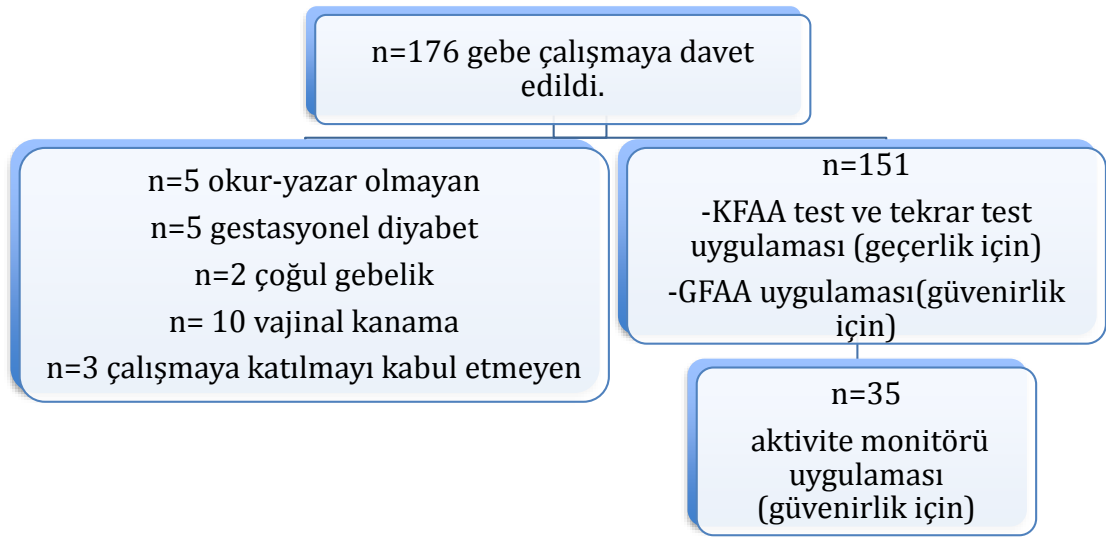 n=176 gebe çalışmaya davet
edildi.
n=5 okur-yazar olmayan
n=5 gestasyonel diyabet
n=2 çoğul gebelik
n= 10 vajinal kanama
n=3 çalışmaya katılmayı kabul etmeyen
n=151
-KFAA test ve tekrar test
uygulaması (geçerlik için)
-GFAA uygulaması(güvenirlik
için)
n=35
aktivite monitörü
uygulaması
(güvenirlik için)